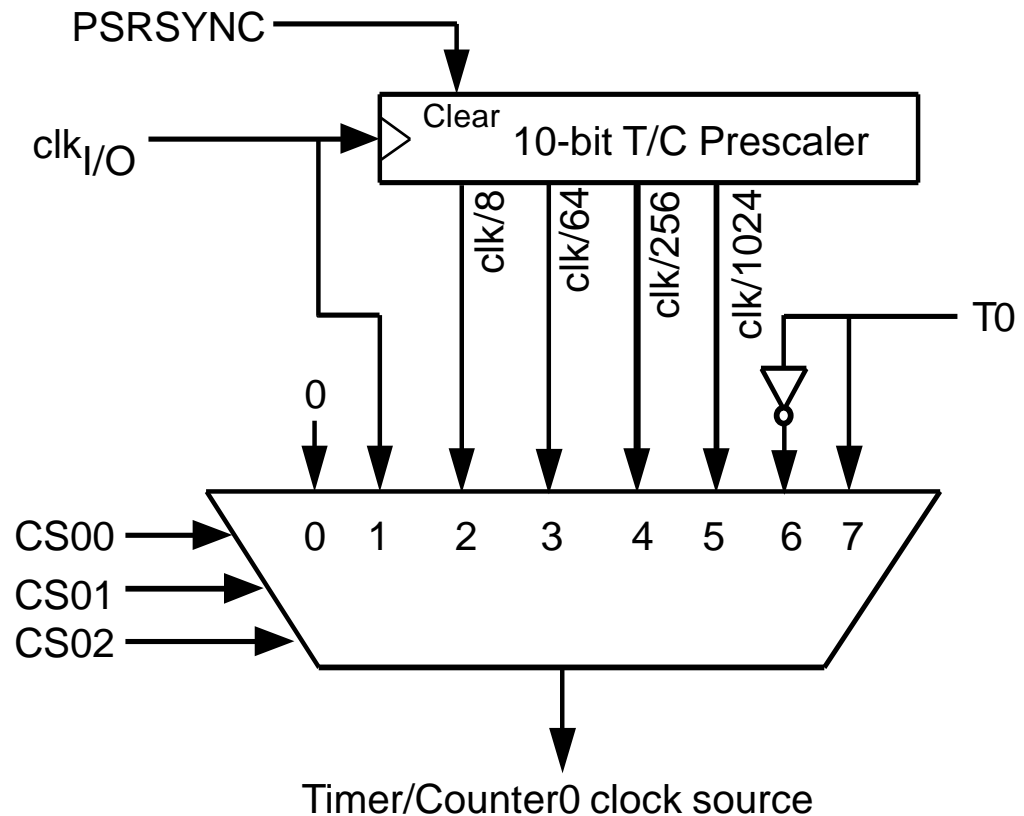 PSRSYNC
Clear
10-bit T/C Prescaler
clkI/O
clk/8
clk/64
clk/256
clk/1024
T0
0
0 1 2 3 4 5 6 7
CS00
CS01
CS02
Timer/Counter0 clock source